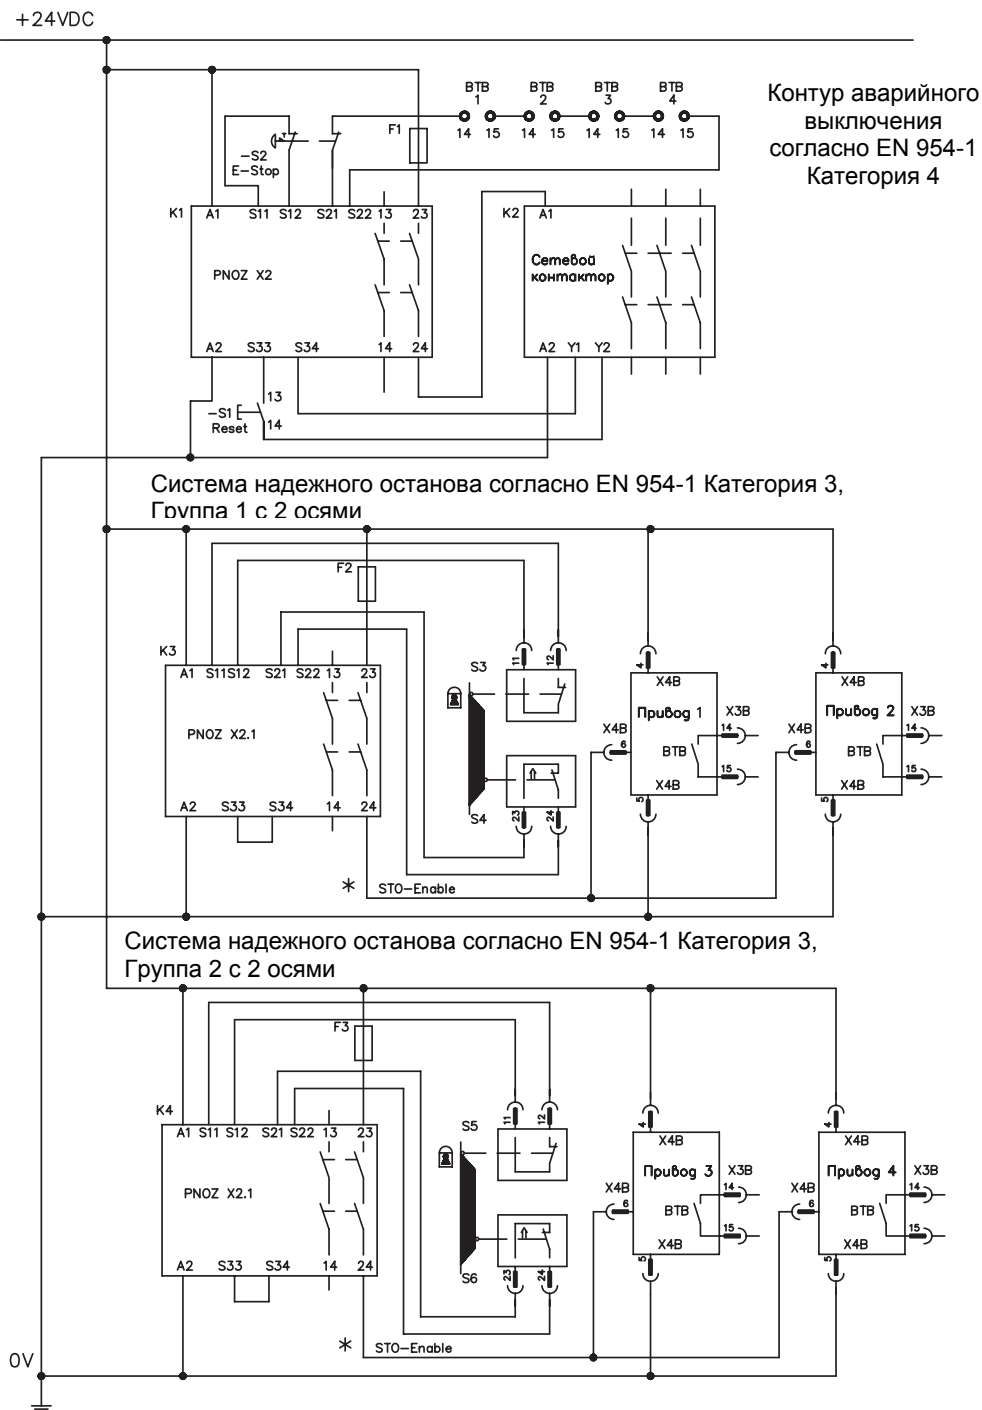 +24VDC
BTB 1
BTB 2
BTB 3
BTB 4
14 15 14 15 14 15 14 15
Контур аварийного
выключения
согласно EN 954-1
Категория 4
F1
-S2
E-Stop
K1
A1 S11 S12 S21 S22 13 23
PNOZ X2
A2 S33 S34 14 24
K2
A1
Сетевой
контактор
A2 Y1 Y2
13
-S1
14
Reset
Система надежного останова согласно EN 954-1 Категория 3,
Группа 1 с 2 осями
F2
K3
A1 S11 S12 S21 S22 13 23
PNOZ X2.1
A2 S33 S34 14 24
S3
11 12
S4
23 24
* STO-Enable
4
X4B
Привод 1
X3B
X4B
6
14
BTB
15
X4B
5
4
X4B
Привод 2
X3B
X4B
6
14
BTB
15
X4B
5
Система надежного останова согласно EN 954-1 Категория 3,
Группа 2 с 2 осями
F3
K4
A1 S11 S12 S21 S22 13 23
PNOZ X2.1
A2 S33 S34 14 24
S5
11 12
S6
23 24
* STO-Enable
4
X4B
Привод 3
X3B
X4B
6
14
BTB
15
X4B
5
4
X4B
Привод 4
X3B
X4B
6
14
BTB
15
X4B
5
0V